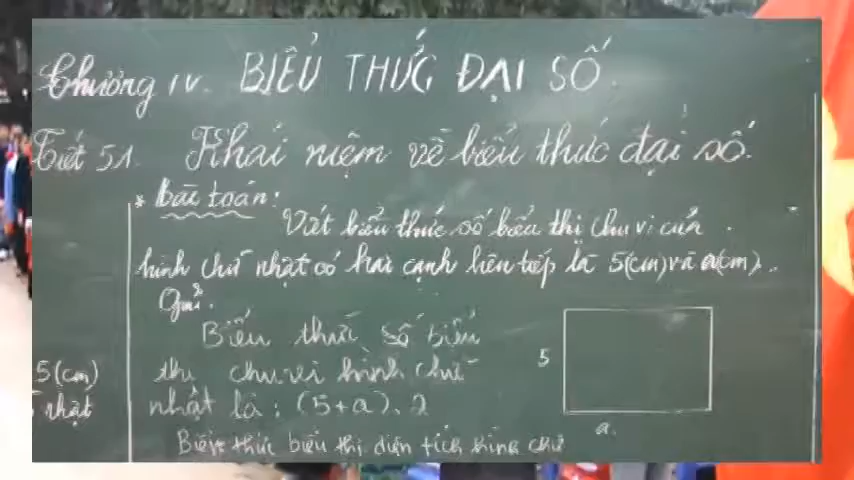 Chương IV. BIỂU THỨC ĐẠI SỐ.
Tiết 51. Khái niệm về biểu thức đại số.
* bài toán:
Viết biểu thức số biểu thị chu vi của
hình chữ nhật có hai cạnh liên tiếp là 5(cm) và a(cm).
Giải.
Biểu thức số biểu
5
5(cm)
thị chu vi hình chữ
nhật
nhật là: (5+a).2
a.
Biểu thức biểu thị diện tích hình chữ